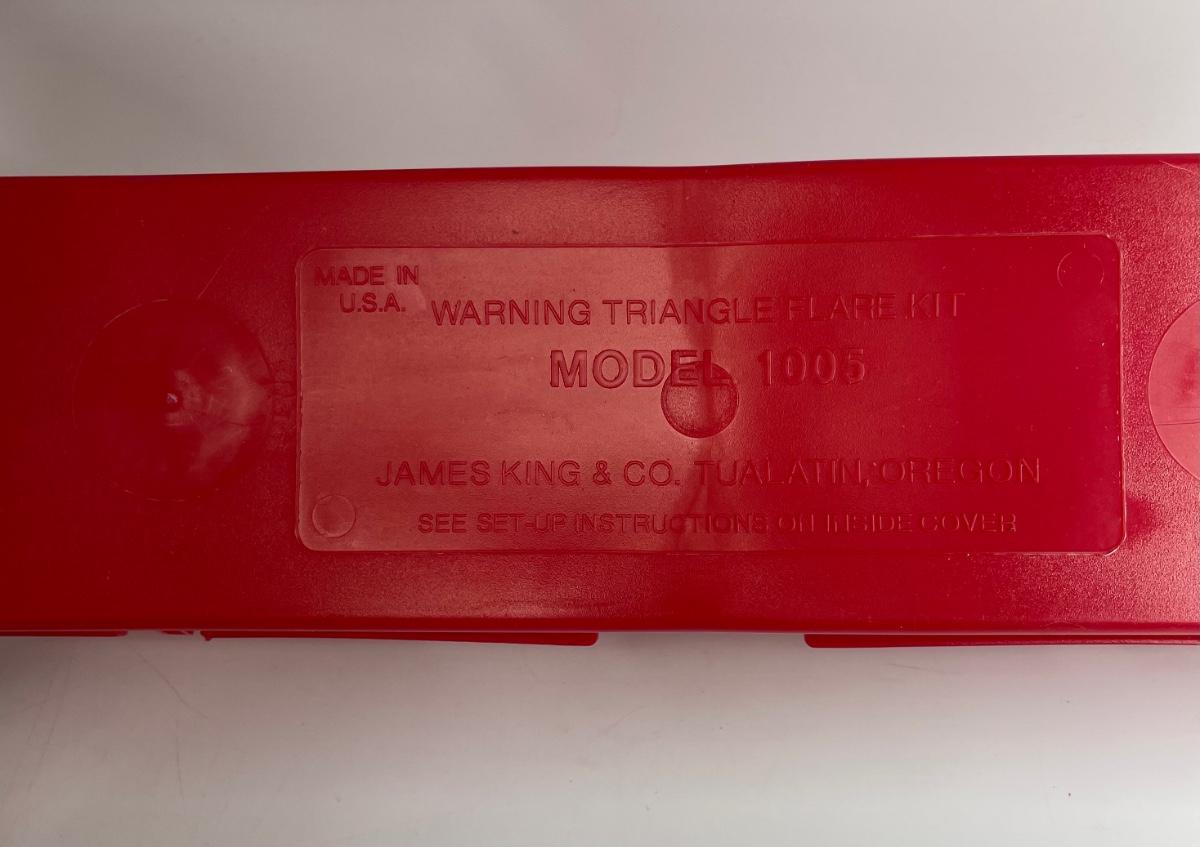 MADE IN
U.S.A.
WARNING TRIANGLE FLARE KIT
MODEL 1005
JAMES KING & CO. TUALATIN, OREGON
SEE SET-UP INSTRUCTIONS ON INSIDE COVER